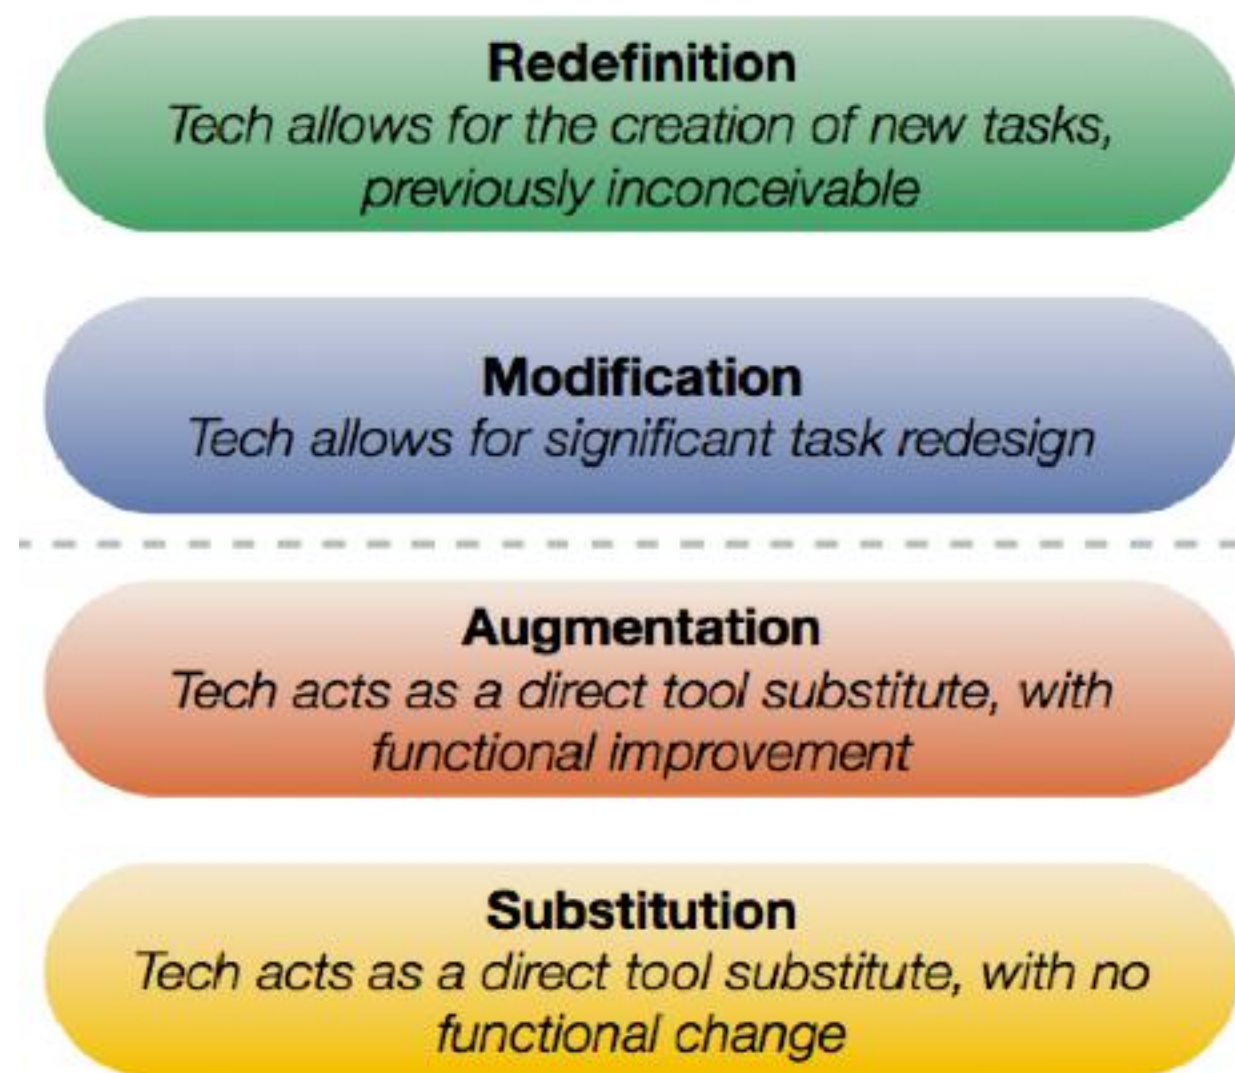 Redefinition
Tech allows for the creation of new tasks,
previously inconceivable
Modification
Tech allows for significant task redesign
Augmentation
Tech acts as a direct tool substitute, with
functional improvement
Substitution
Tech acts as a direct tool substitute, with no
functional change